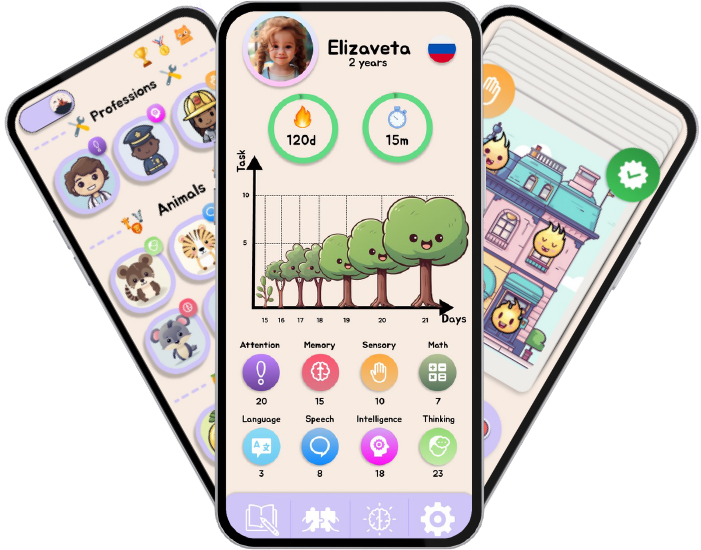 Professions
Animals
Elizaveta
2 years
120d
15m
Task
10
5
15 16 17 18 19 20 21
Days
Attention Memory Sensory Math
20 15 10 7
Language Speech Intelligence Thinking
3 8 18 23